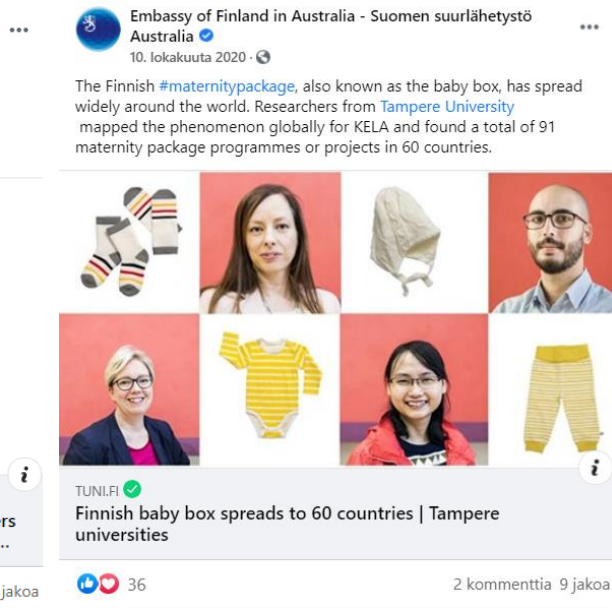 Embassy of Finland in Australia - Suomen suurlähetystö
Australia
10. lokakuuta 2020 ·
The Finnish #maternitypackage, also known as the baby box, has spread
widely around the world. Researchers from Tampere University
mapped the phenomenon globally for KELA and found a total of 91
maternity package programmes or projects in 60 countries.
TUNI.FI
Finnish baby box spreads to 60 countries | Tampere
universities
36
2 kommenttia 9 jakoa
rs
...
jakoa